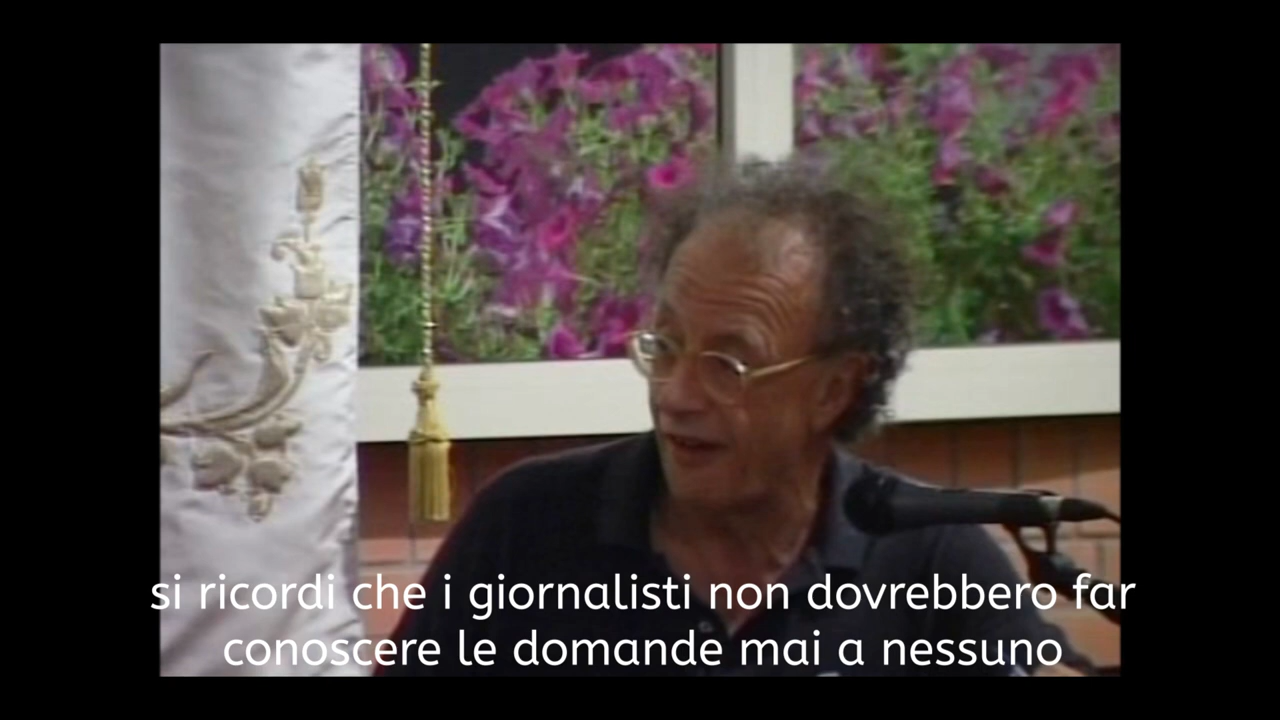 si ricordi che i giornalisti non dovrebbero far
conoscere le domande mai a nessuno